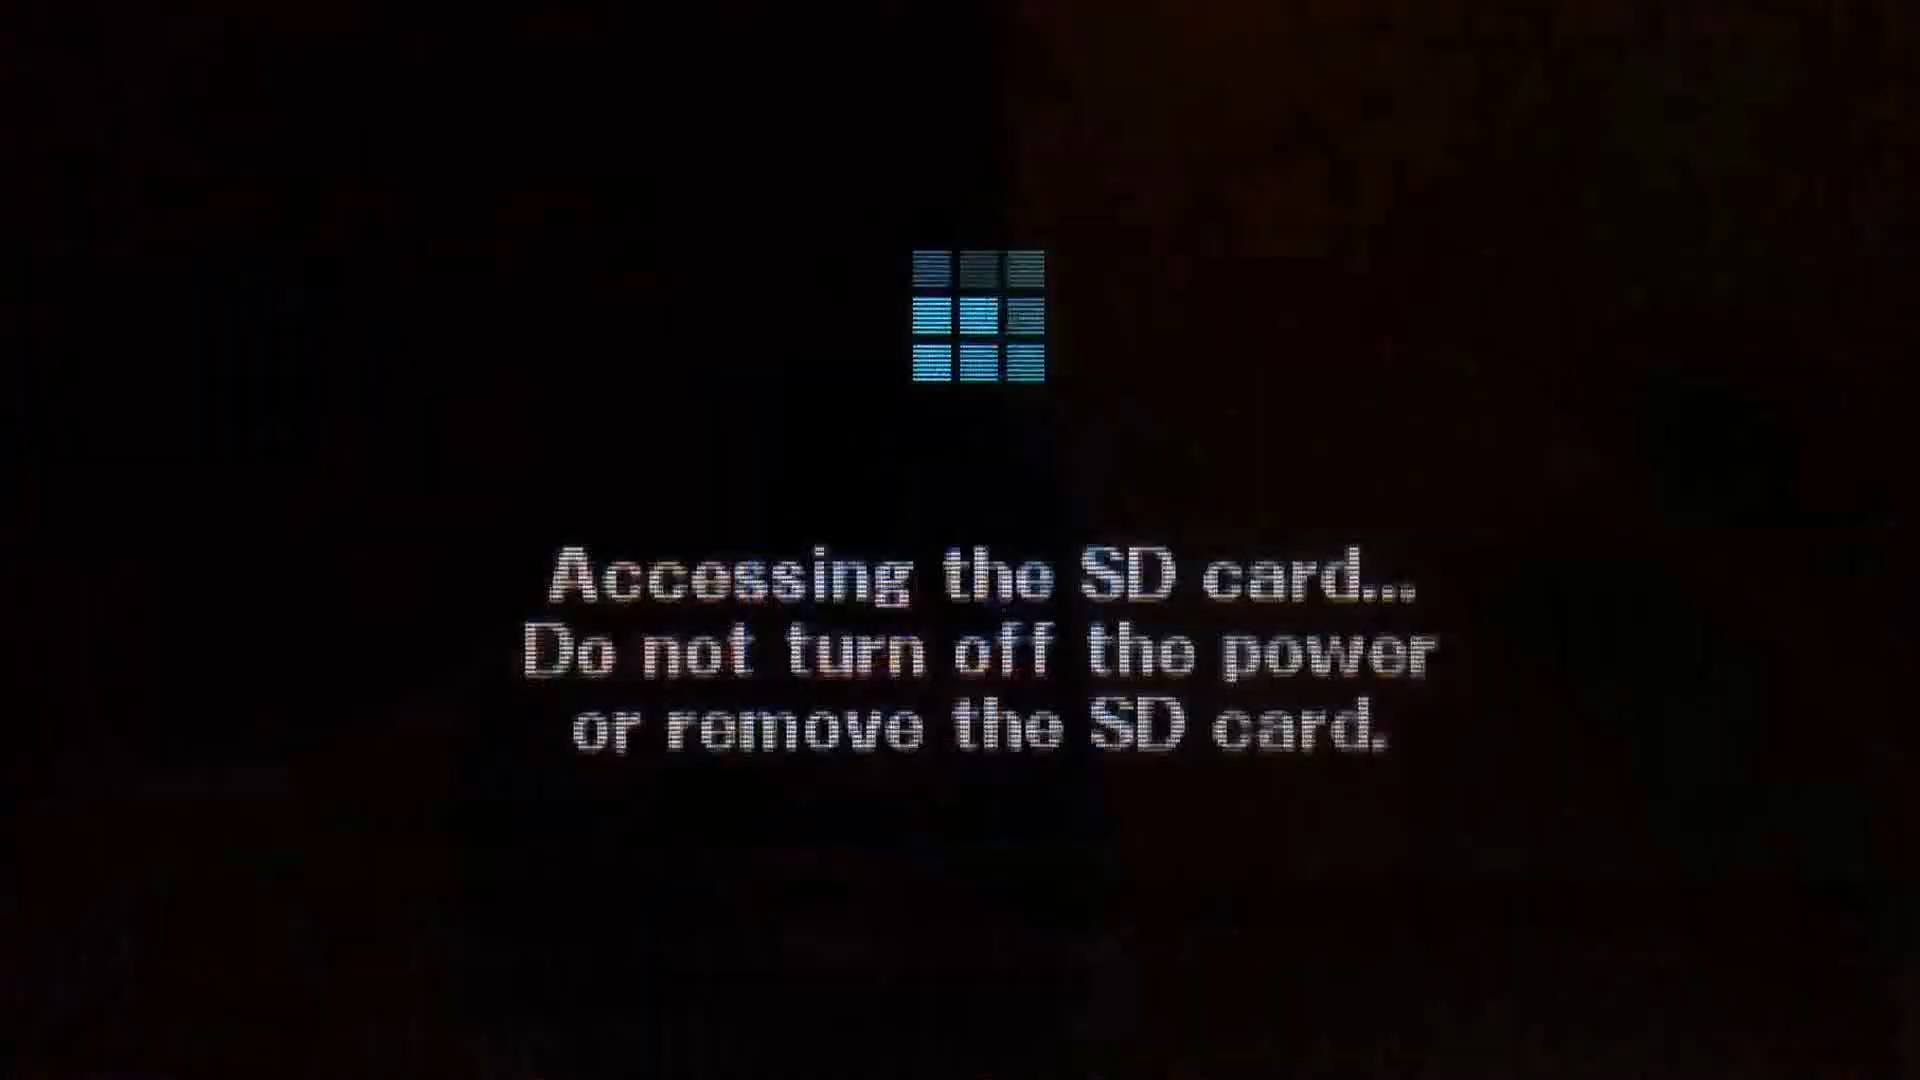 Accessing the SD card...
Do not turn off the power
or remove the SD card.